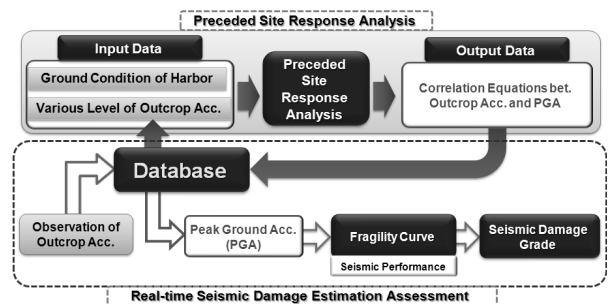 Preceded Site Response Analysis
Input Data
Ground Condition of Harbor
Various Level of Outcrop Acc.
Preceded
Site
Response
Analysis
Output Data
Correlation Equations bet.
Outcrop Acc. and PGA
Database
Observation of
Outcrop Acc.
Peak Ground Acc.
(PGA)
Fragility Curve
Seismic Performance
Seismic Damage
Grade
Real-time Seismic Damage Estimation Assessment